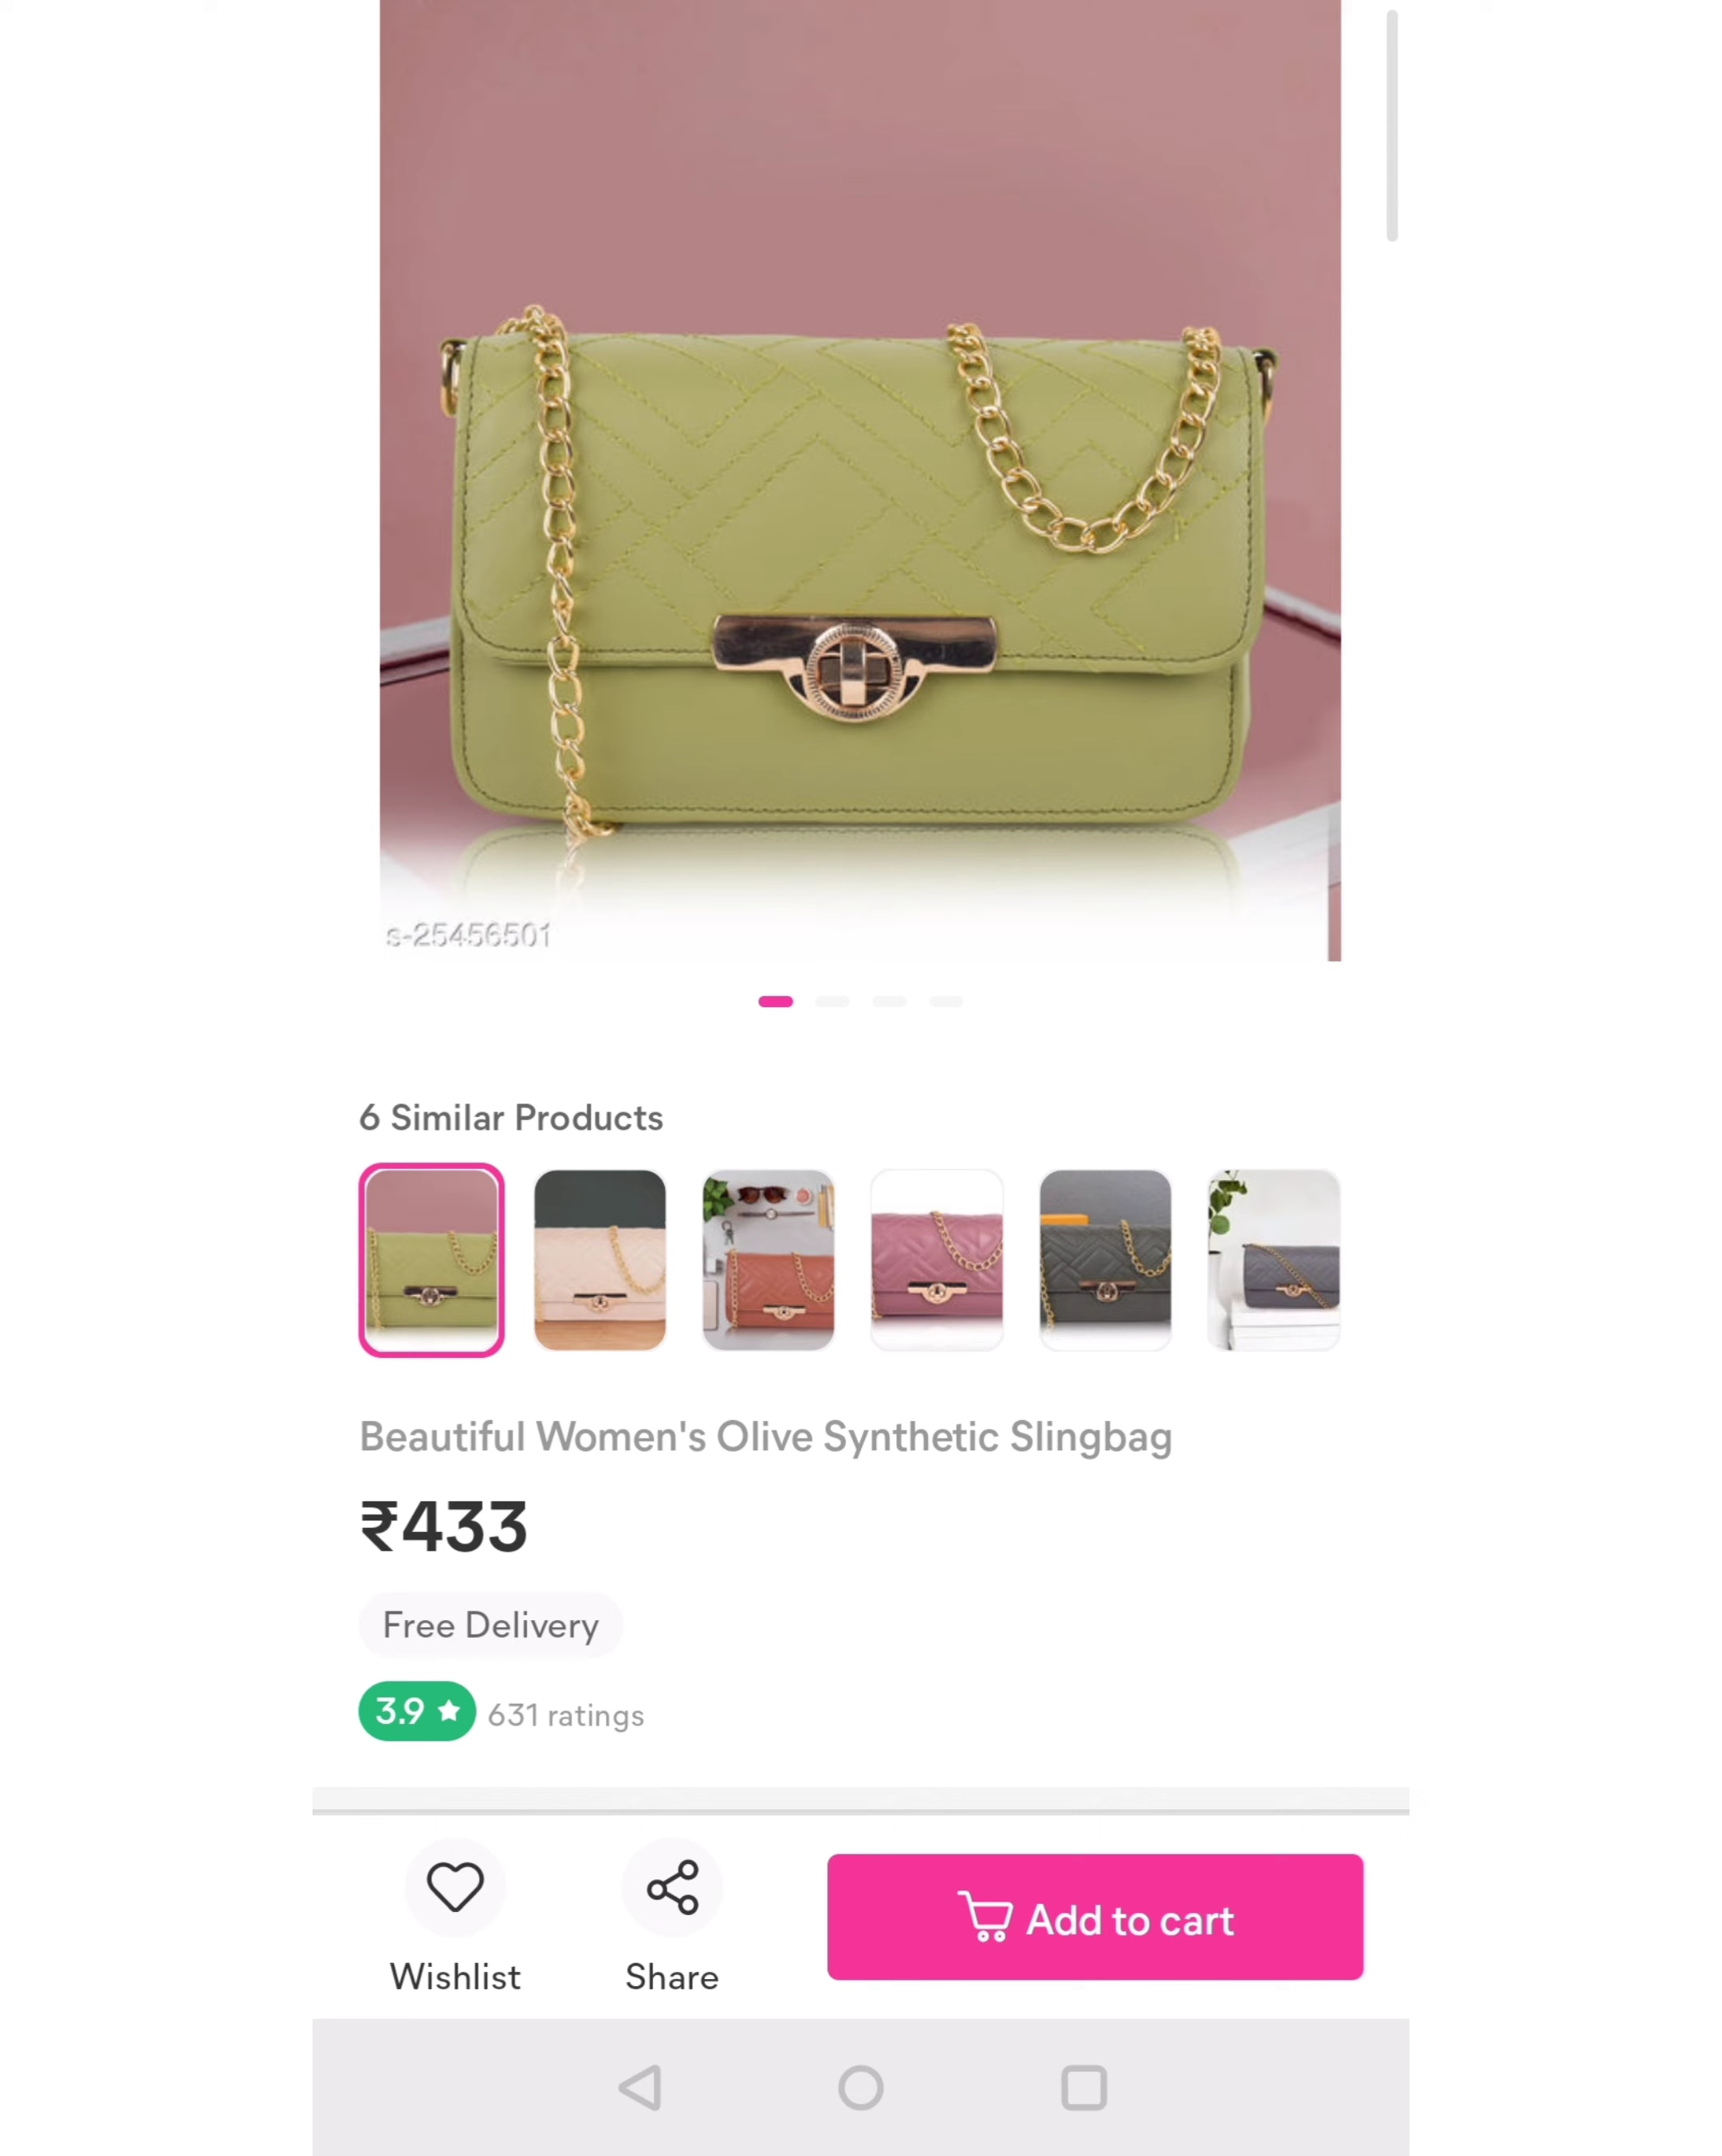 s-25456501
6 Similar Products
Beautiful Women's Olive Synthetic Slingbag
₹433
Free Delivery
3.9 ★ 631 ratings
Wishlist
Share
Add to cart